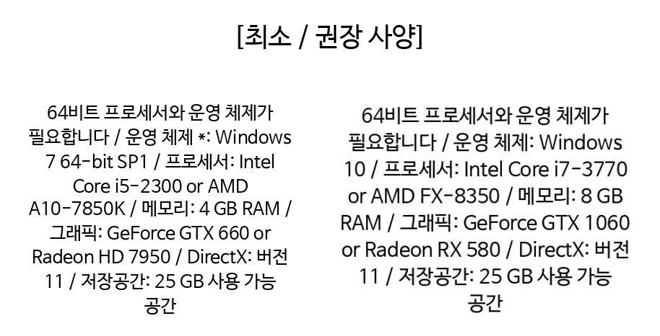 [최소 / 권장 사양]
64비트 프로세서와 운영 체제가
필요합니다 / 운영 체제 *: Windows
7 64-bit SP1 / 프로세서: Intel
Core i5-2300 or AMD
A10-7850K / 메모리: 4 GB RAM /
그래픽: GeForce GTX 660 or
Radeon HD 7950 / DirectX: 버전
11 / 저장공간: 25 GB 사용 가능
공간
64비트 프로세서와 운영 체제가
필요합니다 / 운영 체제: Windows
10 / 프로세서: Intel Core i7-3770
or AMD FX-8350 / 메모리: 8 GB
RAM / 그래픽: GeForce GTX 1060
or Radeon RX 580 / DirectX: 버전
11 / 저장공간: 25 GB 사용 가능
공간